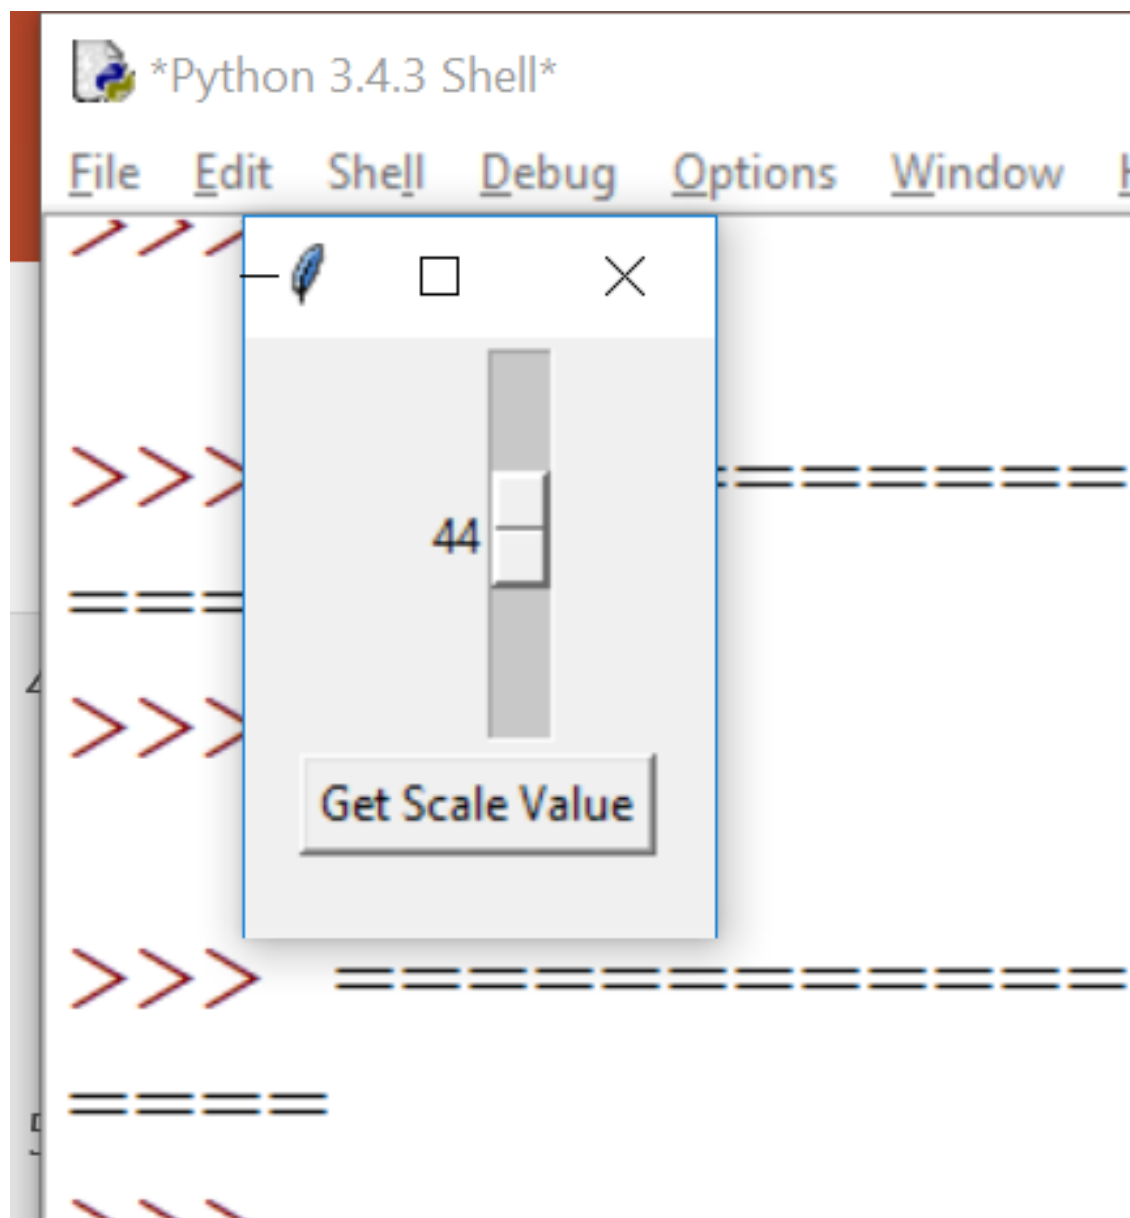 *Python 3.4.3 Shell*
File Edit Shell Debug Options Window
>>>
>>> =======
===
44
>>>
Get Scale Value
>>> ============
====
>>>